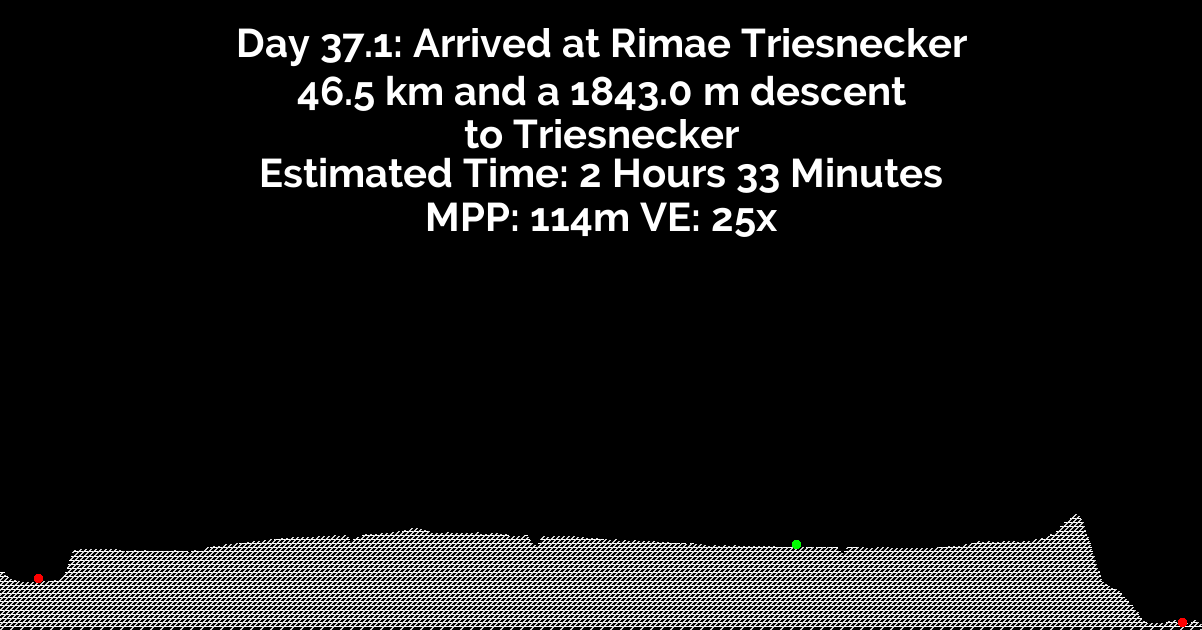 Day 37.1: Arrived at Rimae Triesnecker
46.5 km and a 1843.0 m descent
to Triesnecker
Estimated Time: 2 Hours 33 Minutes
MPP: 114m VE: 25x